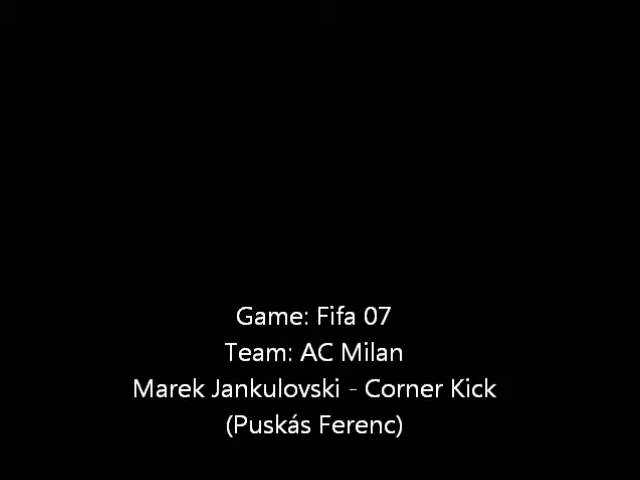 Game: Fifa 07
Team: AC Milan
Marek Jankulovski - Corner Kick
(Puskás Ferenc)